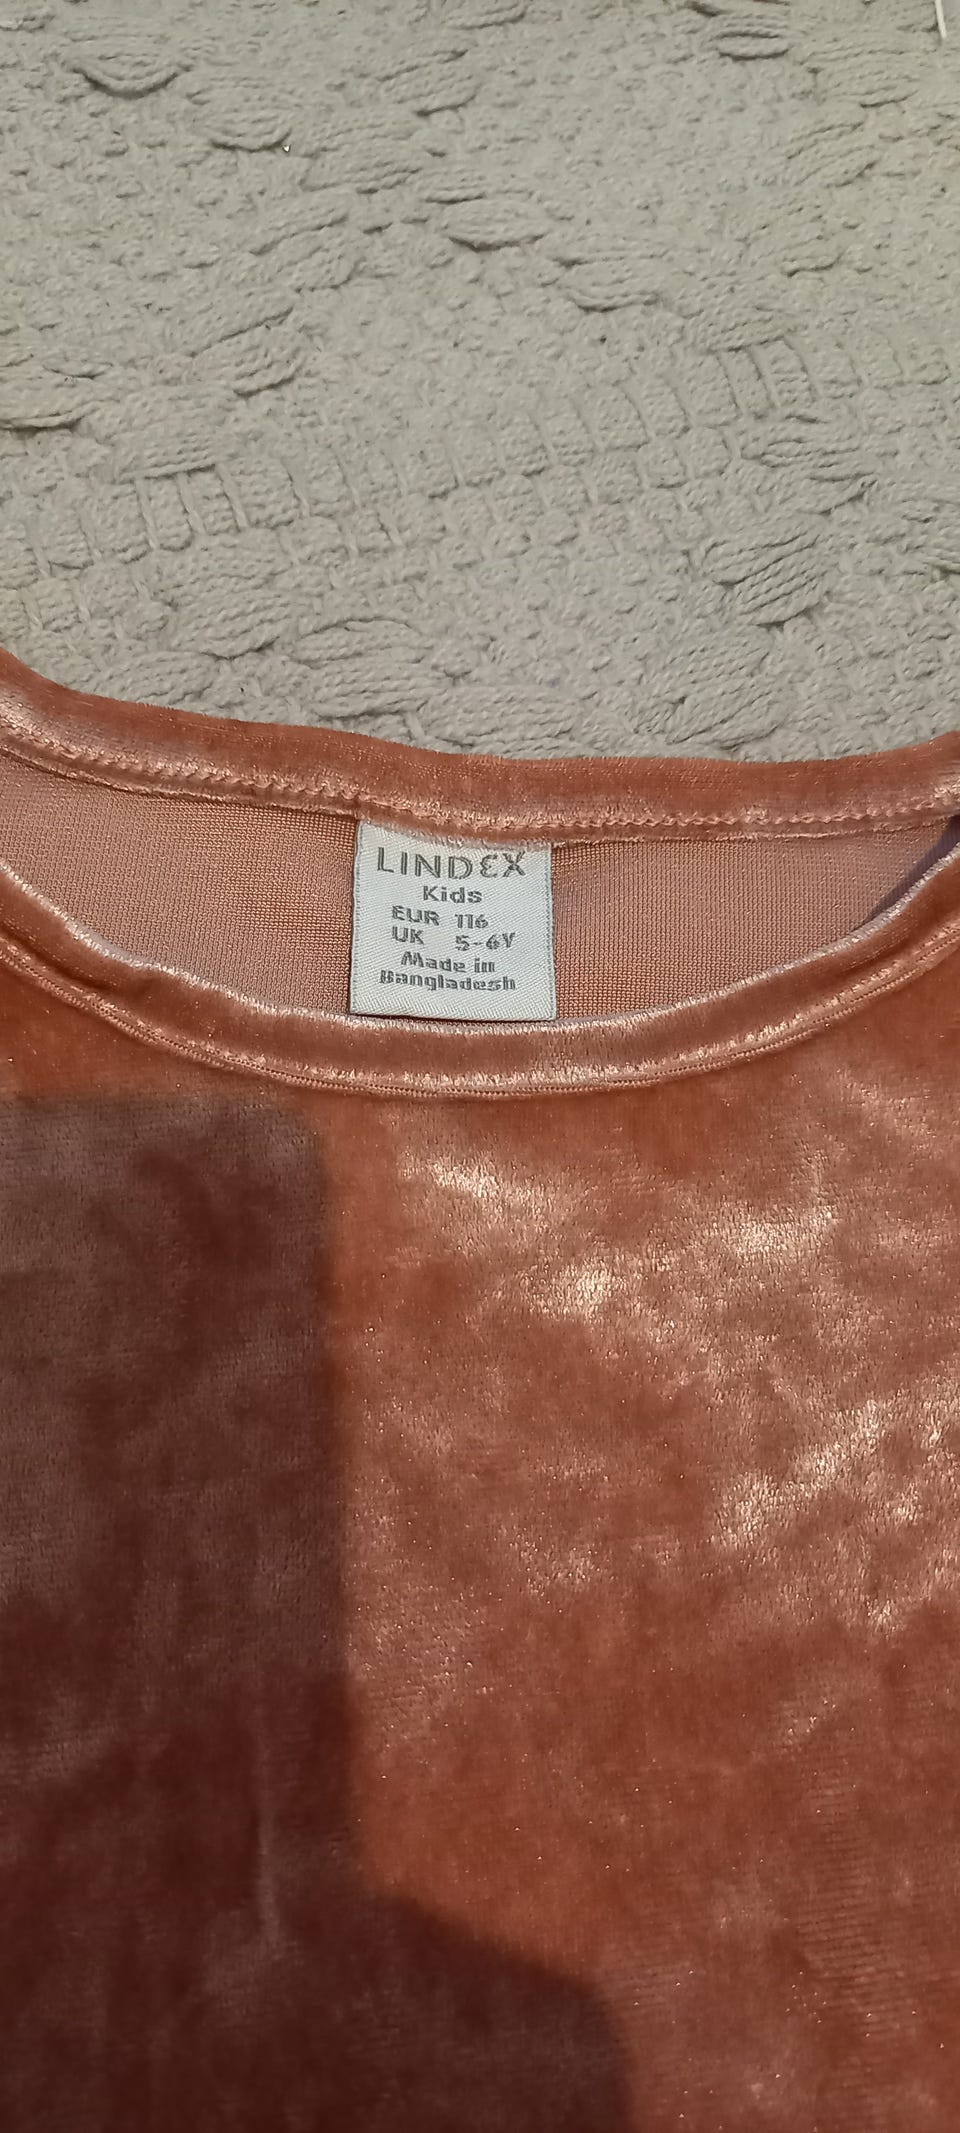 LINDEX
Kids
EUR 116
UK 5-6Y
Made in
Bangladesh